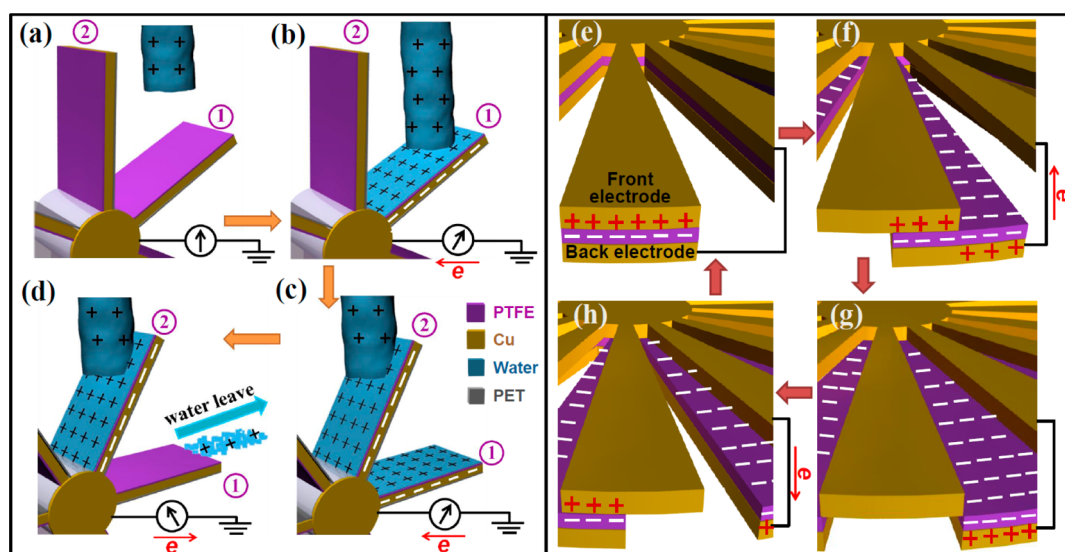 (a)
②
①
(b)
②
①
e
(c)
②
①
e
(d)
②
water leave
①
e
PTFE
Cu
Water
PET
(e)
Front
electrode
Back electrode
(f)
e
(g)
(h)
e